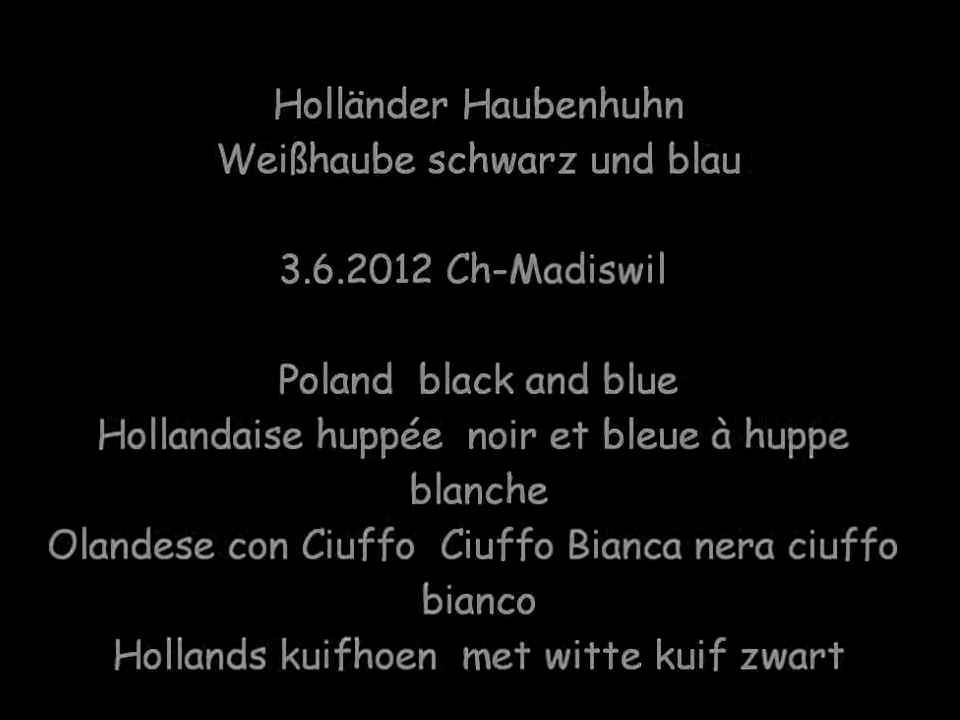 Holländer Haubenhuhn
Weißhaube schwarz und blau
3.6.2012 Ch-Madiswil
Poland black and blue
Hollandaise huppée noir et bleue à huppe
blanche
Olandese con Ciuffo Ciuffo Bianca nera ciuffo
bianco
Hollands kuifhoen met witte kuif zwart